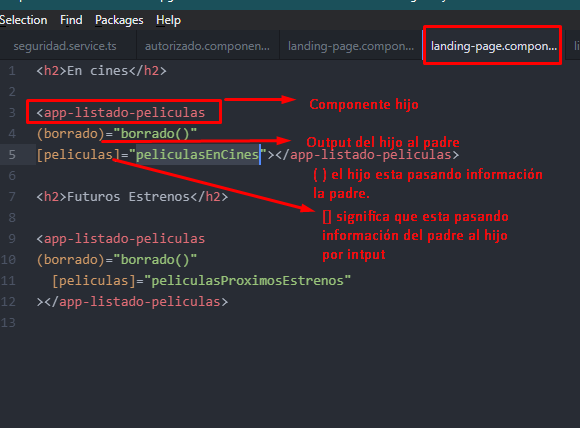 Selection Find Packages Help
seguridad.service.ts autorizado.componen... landing-page.compon... landing-page.compon... li
1 <h2>En cines</h2>
2
3 <app-listado-peliculas Componente hijo
4 (borrado)="borrado()" Output del hijo al padre
5 [peliculas]="peliculasEnCines"></app-listado-peliculas>
6 ( ) el hijo esta pasando información
la padre.
7 <h2>Futuros Estrenos</h2>
8 [] significa que esta pasando
información del padre al hijo
por intput
9 <app-listado-peliculas
10 (borrado)="borrado()"
11 [peliculas]="peliculasProximosEstrenos"
12 ></app-listado-peliculas>
13